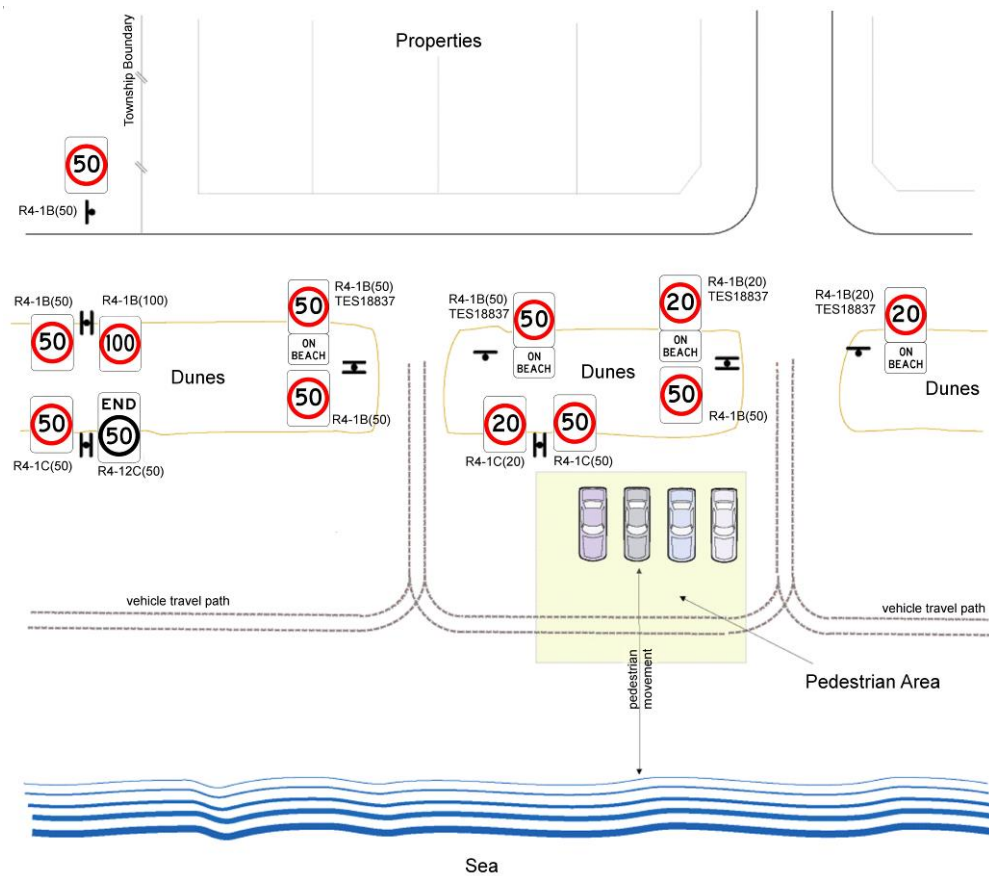 Properties
Township Boundary
50
R4-1B(50)
R4-1B(50)
R4-1B(100)
50
100
50
ON
BEACH
R4-1B(50)
TES18837
R4-1B(50)
TES18837
50
ON
BEACH
20
ON
BEACH
R4-1B(20)
TES18837
R4-1B(20)
TES18837
20
ON
BEACH
Dunes
Dunes
Dunes
50
R4-1B(50)
50
R4-1B(50)
50
END
50
R4-1C(50)
R4-12C(50)
20
50
R4-1C(20)
R4-1C(50)
vehicle travel path
vehicle travel path
pedestrian
movement
Pedestrian Area
Sea